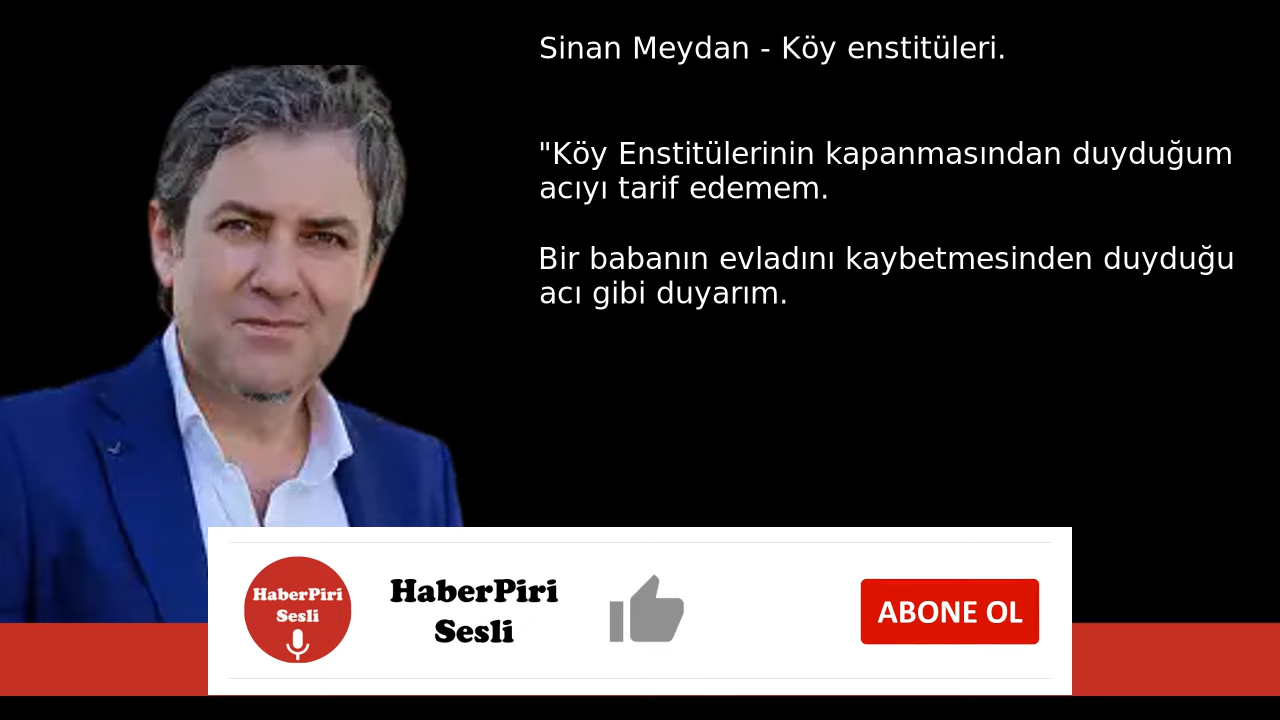 Sinan Meydan - Köy enstitüleri.
"Köy Enstitülerinin kapanmasından duyduğum
acıyı tarif edemem.
Bir babanın evladını kaybetmesinden duyduğu
acı gibi duyarım.
HaberPiri
Sesli
HaberPiri
Sesli
ABONE OL